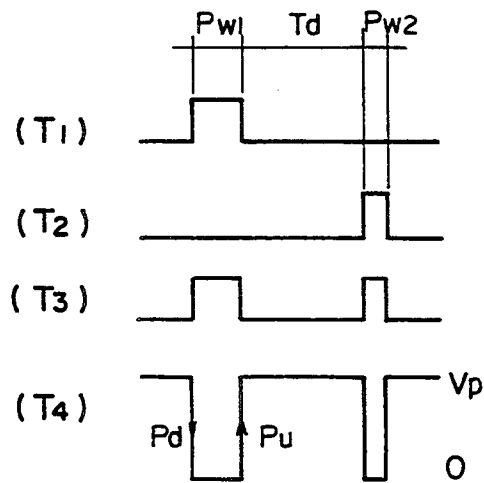 Pw1 Td Pw2
(T1)
(T2)
(T3)
Vp
(T4)
Pd Pu
0